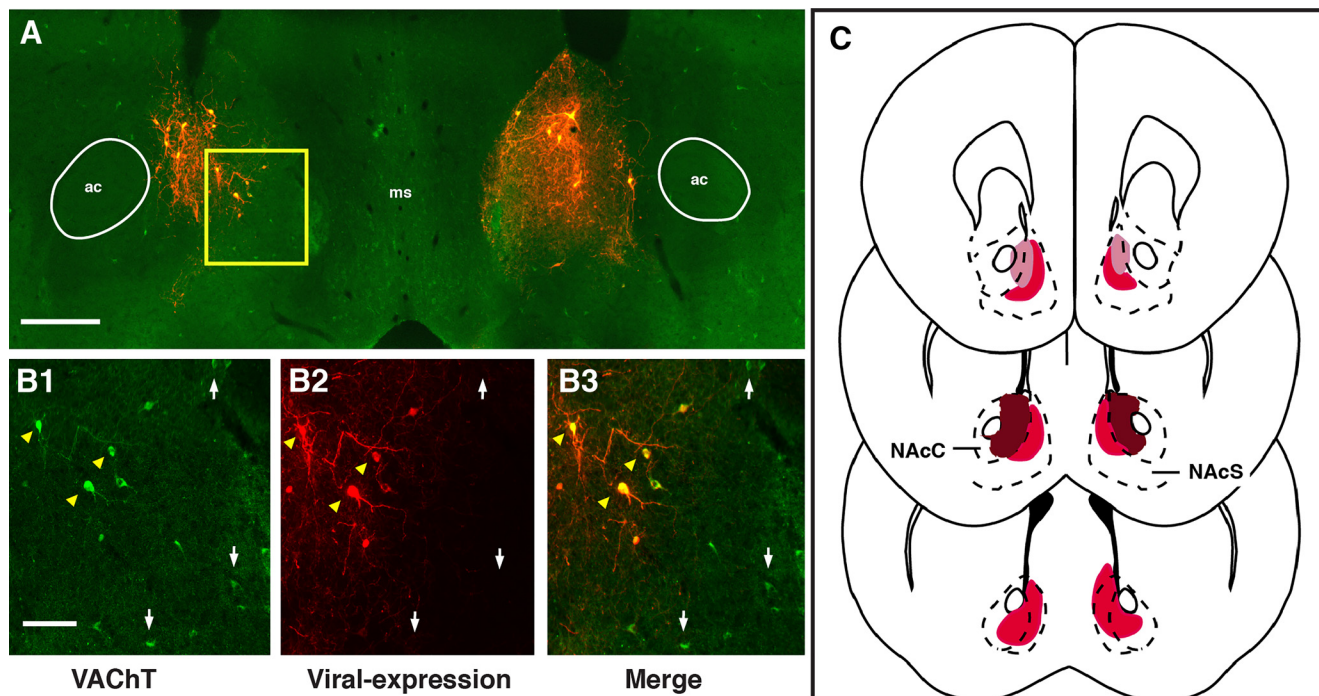 A
ac
ms
ac
B1
B2
B3
VAChT
Viral-expression
Merge
C
NAcC
NAcS